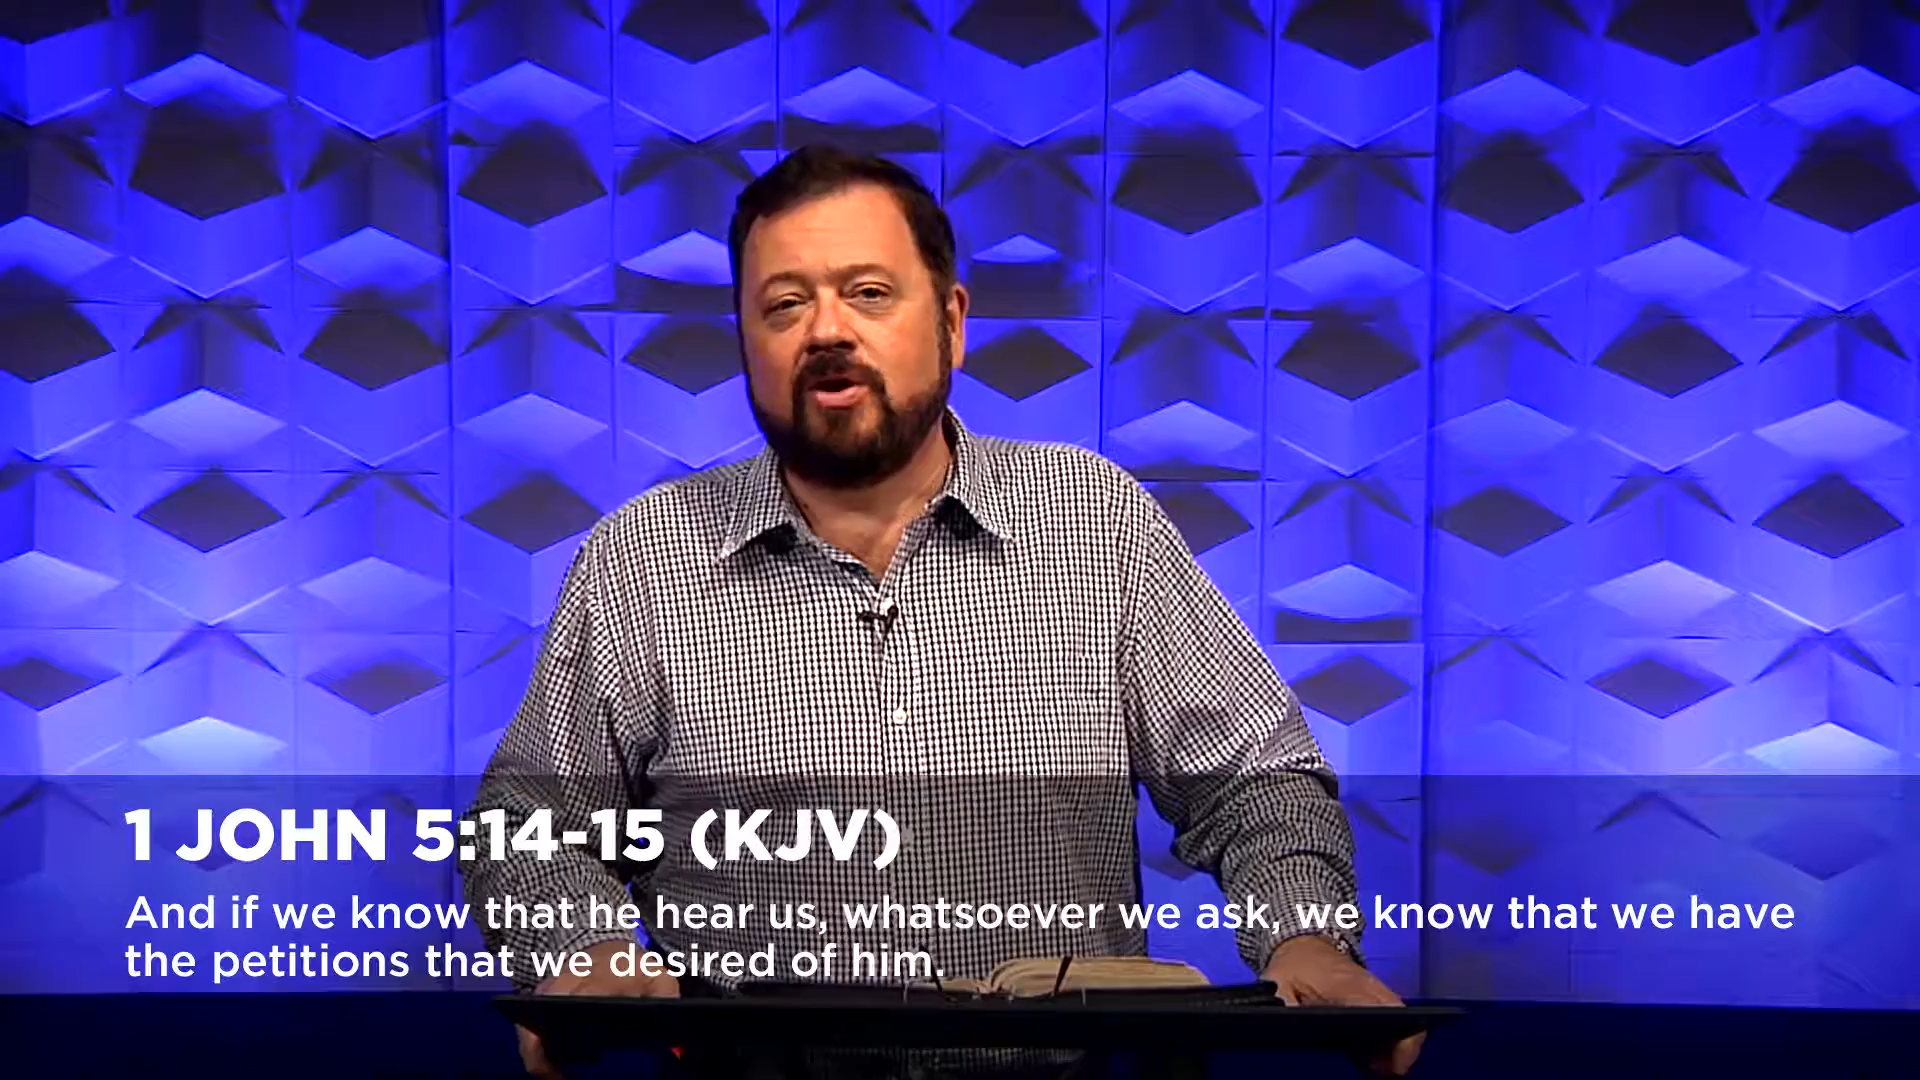 1 JOHN 5:14-15 (KJV)
And if we know that he hear us, whatsoever we ask, we know that we have
the petitions that we desired of him.